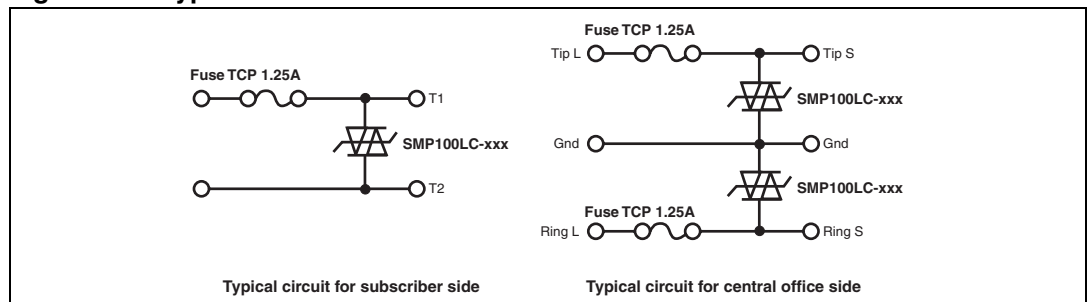 Fuse TCP 1.25A
T1
SMP100LC-xxx
T2
Typical circuit for subscriber side
Fuse TCP 1.25A
Tip L
Tip S
SMP100LC-xxx
Gnd
Gnd
SMP100LC-xxx
Fuse TCP 1.25A
Ring L
Ring S
Typical circuit for central office side